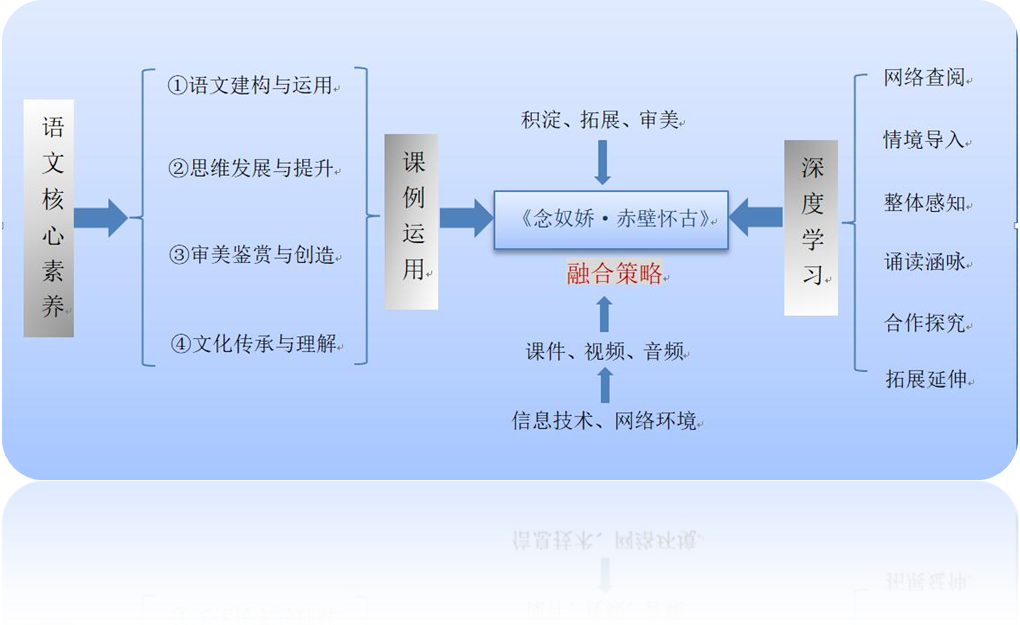 语文核心素养
①语文建构与运用
②思维发展与提升
③审美鉴赏与创造
④文化传承与理解
课例运用
积淀、拓展、审美
《念奴娇·赤壁怀古》
融合策略
课件、视频、音频
信息技术、网络环境
深度学习
网络查阅
情境导入
整体感知
诵读涵咏
合作探究
拓展延伸